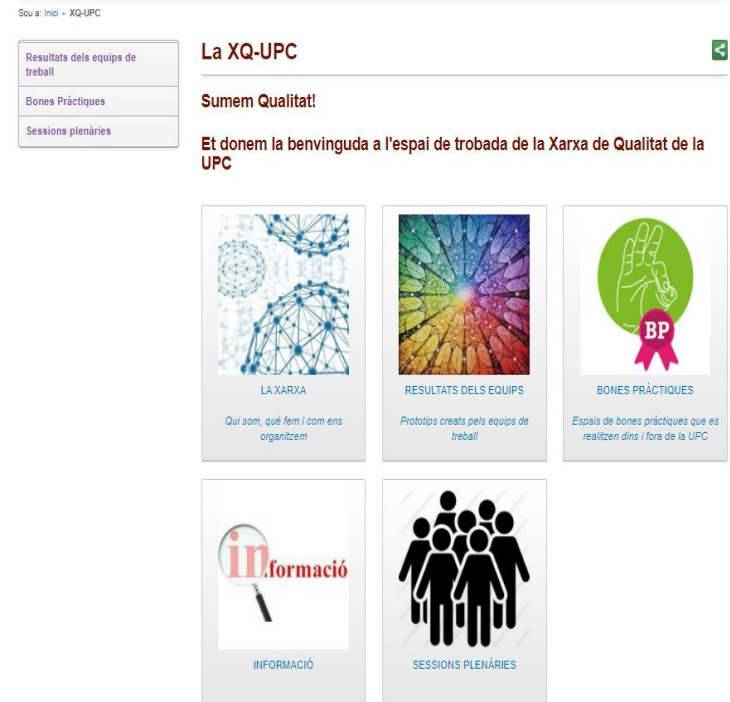 Sou a: Inici ▸ XQ-UPC
Resultats dels equips de
treball
Bones Pràctiques
Sessions plenàries
La XQ-UPC
Sumem Qualitat!
Et donem la benvinguda a l'espai de trobada de la Xarxa de Qualitat de la
UPC
LA XARXA
Qui som, què fem i com ens
organitzem
RESULTATS DELS EQUIPS
Prototips creats pels equips de
treball
BP
BONES PRÀCTIQUES
Espais de bones pràctiques que es
realitzen dins i fora de la UPC
informació
INFORMACIÓ
SESSIONS PLENÀRIES